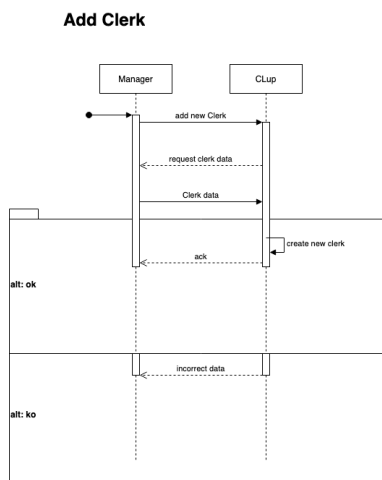 Add Clerk
Manager
CLup
add new Clerk
request clerk data
Clerk data
create new clerk
ack
alt: ok
incorrect data
alt: ko